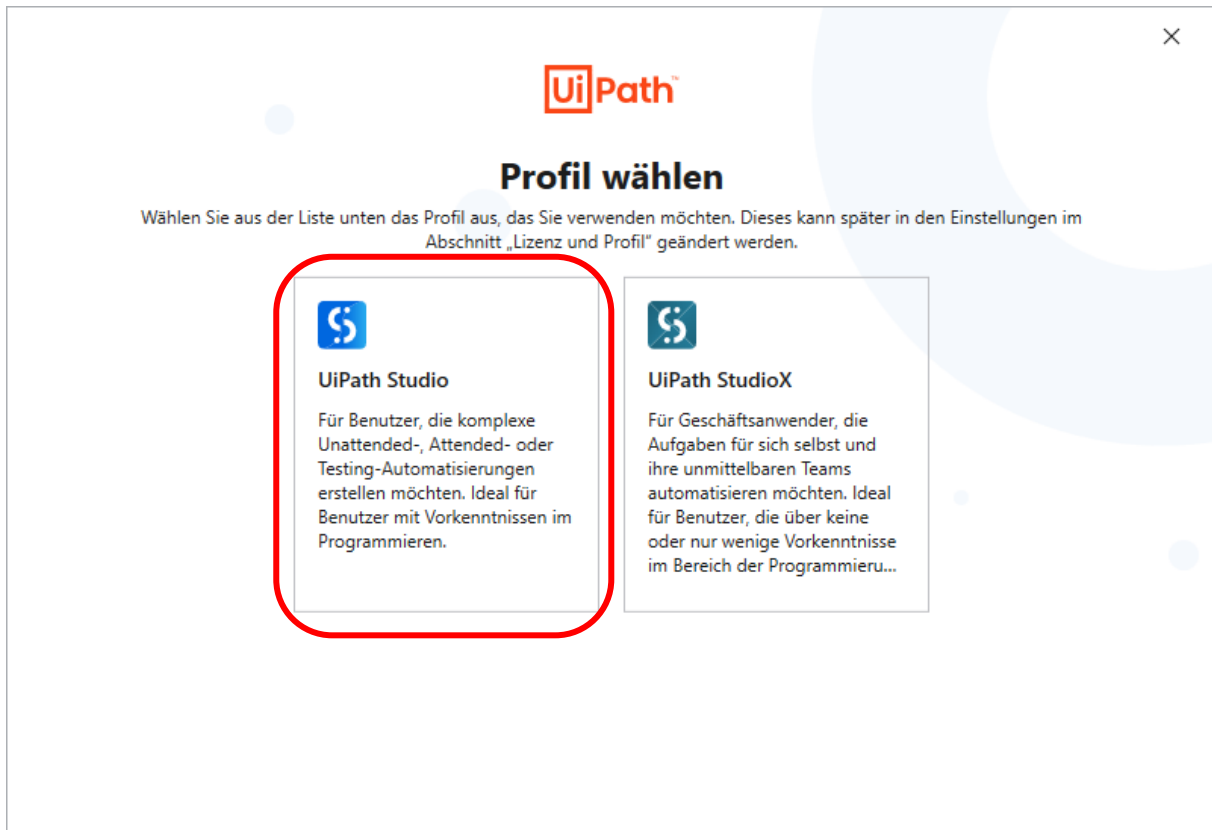 UiPath™
Profil wählen
Wählen Sie aus der Liste unten das Profil aus, das Sie verwenden möchten. Dieses kann später in den Einstellungen im
Abschnitt „Lizenz und Profil" geändert werden.
UiPath Studio
Für Benutzer, die komplexe
Unattended-, Attended- oder
Testing-Automatisierungen
erstellen möchten. Ideal für
Benutzer mit Vorkenntnissen im
Programmieren.
UiPath StudioX
Für Geschäftsanwender, die
Aufgaben für sich selbst und
ihre unmittelbaren Teams
automatisieren möchten. Ideal
für Benutzer, die über keine
oder nur wenige Vorkenntnisse
im Bereich der Programmieru...